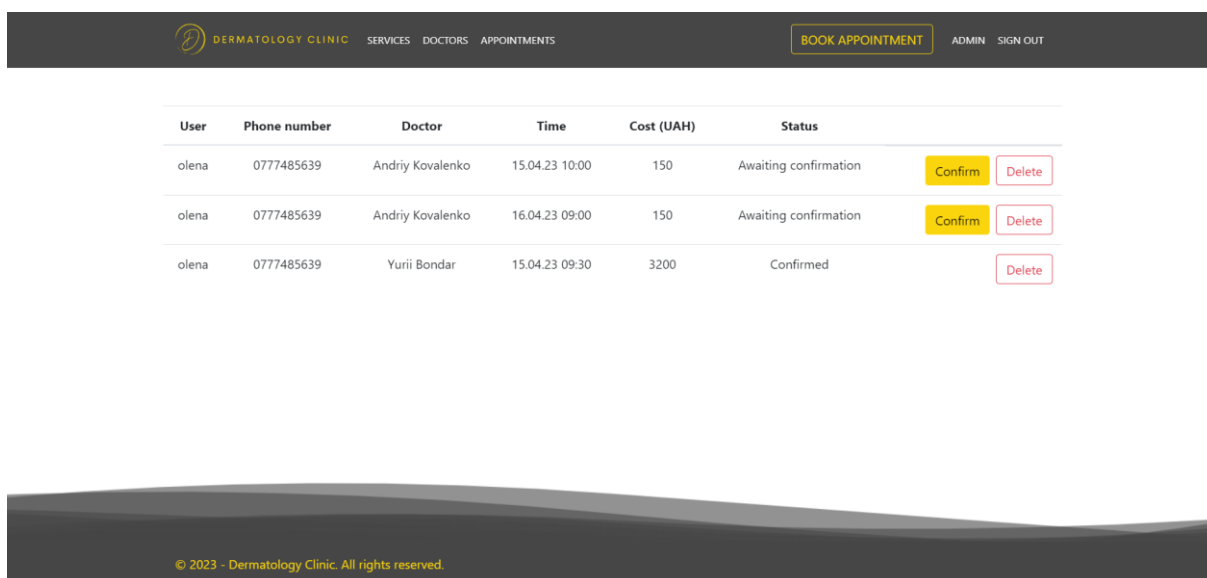 DERMATOLOGY CLINIC SERVICES DOCTORS APPOINTMENTS BOOK APPOINTMENT ADMIN SIGN OUT
User Phone number Doctor Time Cost (UAH) Status
olena 0777485639 Andriy Kovalenko 15.04.23 10:00 150 Awaiting confirmation Confirm Delete
olena 0777485639 Andriy Kovalenko 16.04.23 09:00 150 Awaiting confirmation Confirm Delete
olena 0777485639 Yurii Bondar 15.04.23 09:30 3200 Confirmed Delete
© 2023 - Dermatology Clinic. All rights reserved.